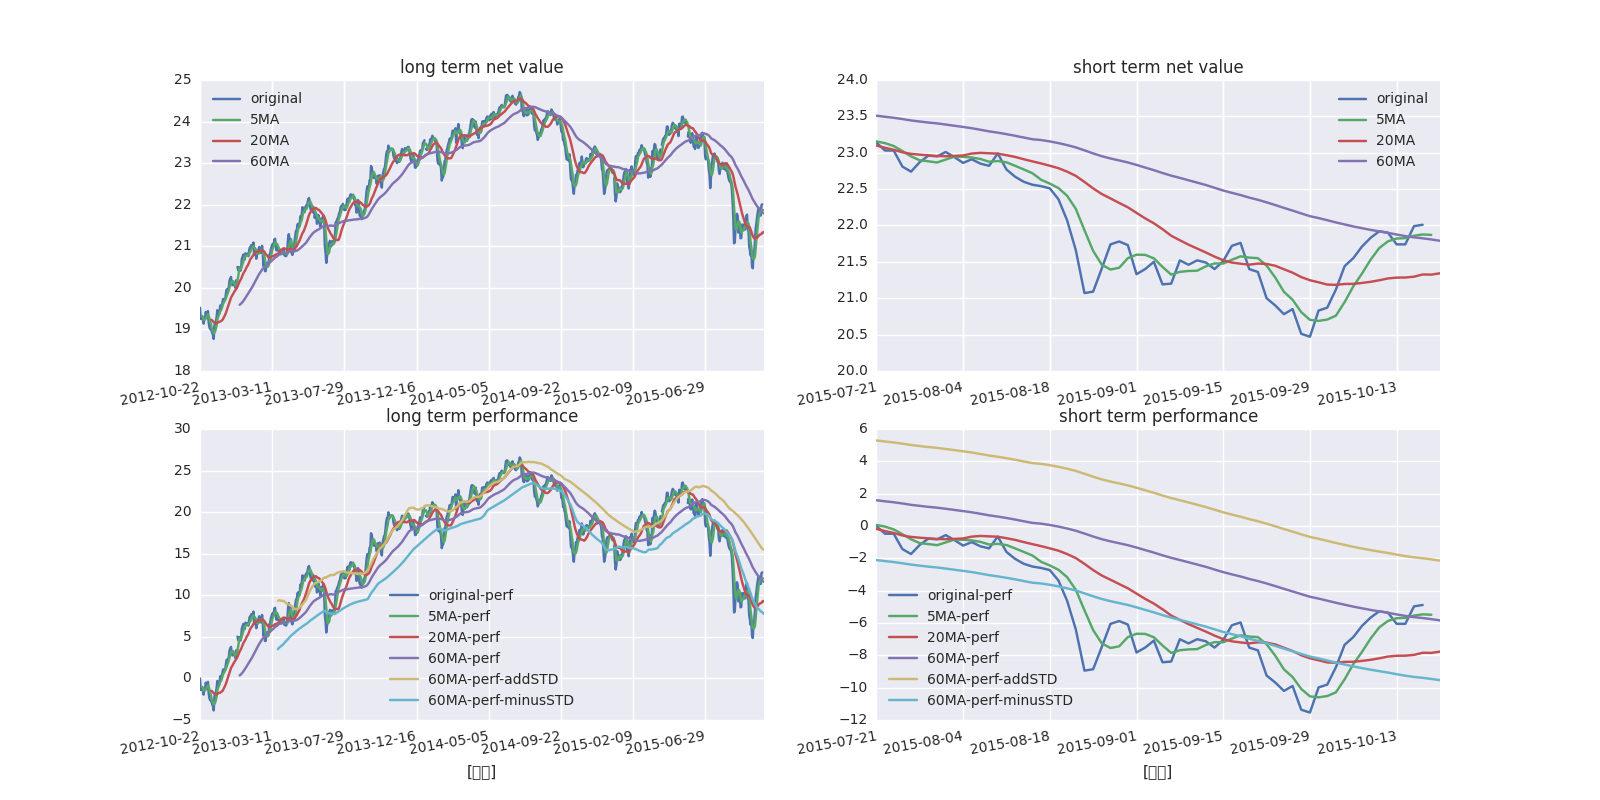 long term net value
25
24
23
22
21
20
19
18
original
5MA
20MA
60MA
2012-10-22
2013-03-11
2013-07-29
2013-12-16
2014-05-05
2014-09-22
2015-02-09
2015-06-29
short term net value
24.0
23.5
23.0
22.5
22.0
21.5
21.0
20.5
20.0
original
5MA
20MA
60MA
2015-07-21
2015-08-04
2015-08-18
2015-09-01
2015-09-15
2015-09-29
2015-10-13
long term performance
30
25
20
15
10
5
0
−5
original-perf
5MA-perf
20MA-perf
60MA-perf
60MA-perf-addSTD
60MA-perf-minusSTD
2012-10-22
2013-03-11
2013-07-29
2013-12-16
2014-05-05
2014-09-22
2015-02-09
2015-06-29
short term performance
6
4
2
0
−2
−4
−6
−8
−10
−12
original-perf
5MA-perf
20MA-perf
60MA-perf
60MA-perf-addSTD
60MA-perf-minusSTD
2015-07-21
2015-08-04
2015-08-18
2015-09-01
2015-09-15
2015-09-29
2015-10-13